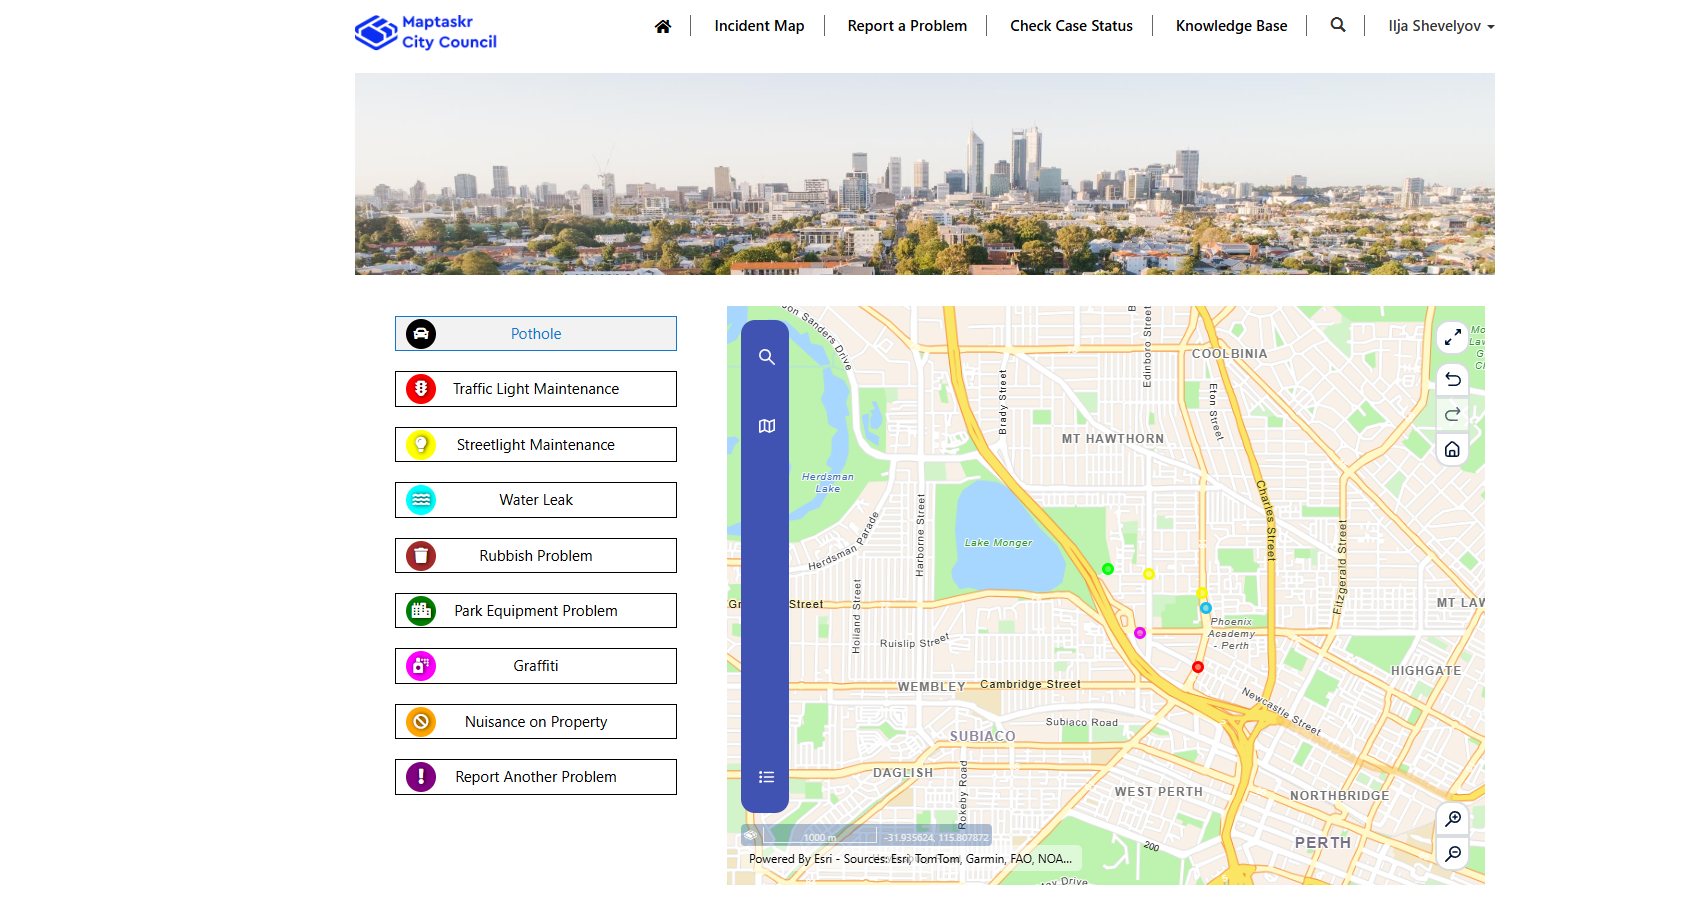 Maptaskr
City Council
Incident Map
Report a Problem
Check Case Status
Knowledge Base
Ilja Shevelyov
Pothole
Traffic Light Maintenance
Streetlight Maintenance
Water Leak
Rubbish Problem
Park Equipment Problem
Graffiti
Nuisance on Property
Report Another Problem
Sanders Drive
Edinboro Street
COOLBINIA
Brady Street
Eton Street
MT HAWTHORN
Herdsman
Lake
Harborne Street
Charles Street
Herdsman Parade
Lake Monger
Fitzgerald Street
Street
Holland Street
MT LAW
Phoenix
Academy
- Perth
Ruislip Street
HIGHGATE
WEMBLEY
Cambridge Street
Newcastle Street
Subiaco Road
SUBIACO
DAGLISH
Rokeby Road
WEST PERTH
NORTHBRIDGE
1000 m
-31.935624, 115.807872
PERTH
200
Powered By Esri - Sources: Esri, TomTom, Garmin, FAO, NOA...
Drive